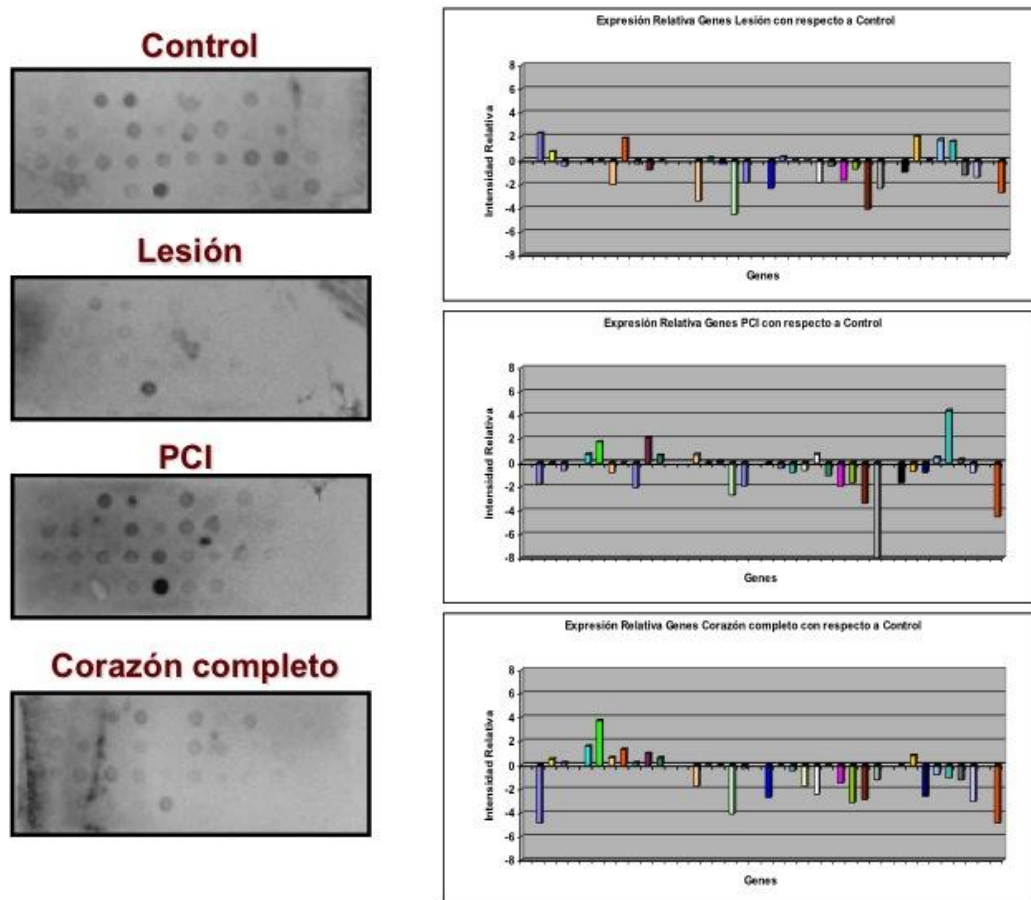 Control
Lesión
PCI
Corazón completo
Expresión Relativa Genes Lesión con respecto a Control
Intensidad Relativa
8
6
4
2
0
-2
-4
-6
-8
Genes
Expresión Relativa Genes PCI con respecto a Control
Intensidad Relativa
8
6
4
2
0
-2
-4
-6
-8
Genes
Expresión Relativa Genes Corazón completo con respecto a Control
Intensidad Relativa
8
6
4
2
0
-2
-4
-6
-8
Genes